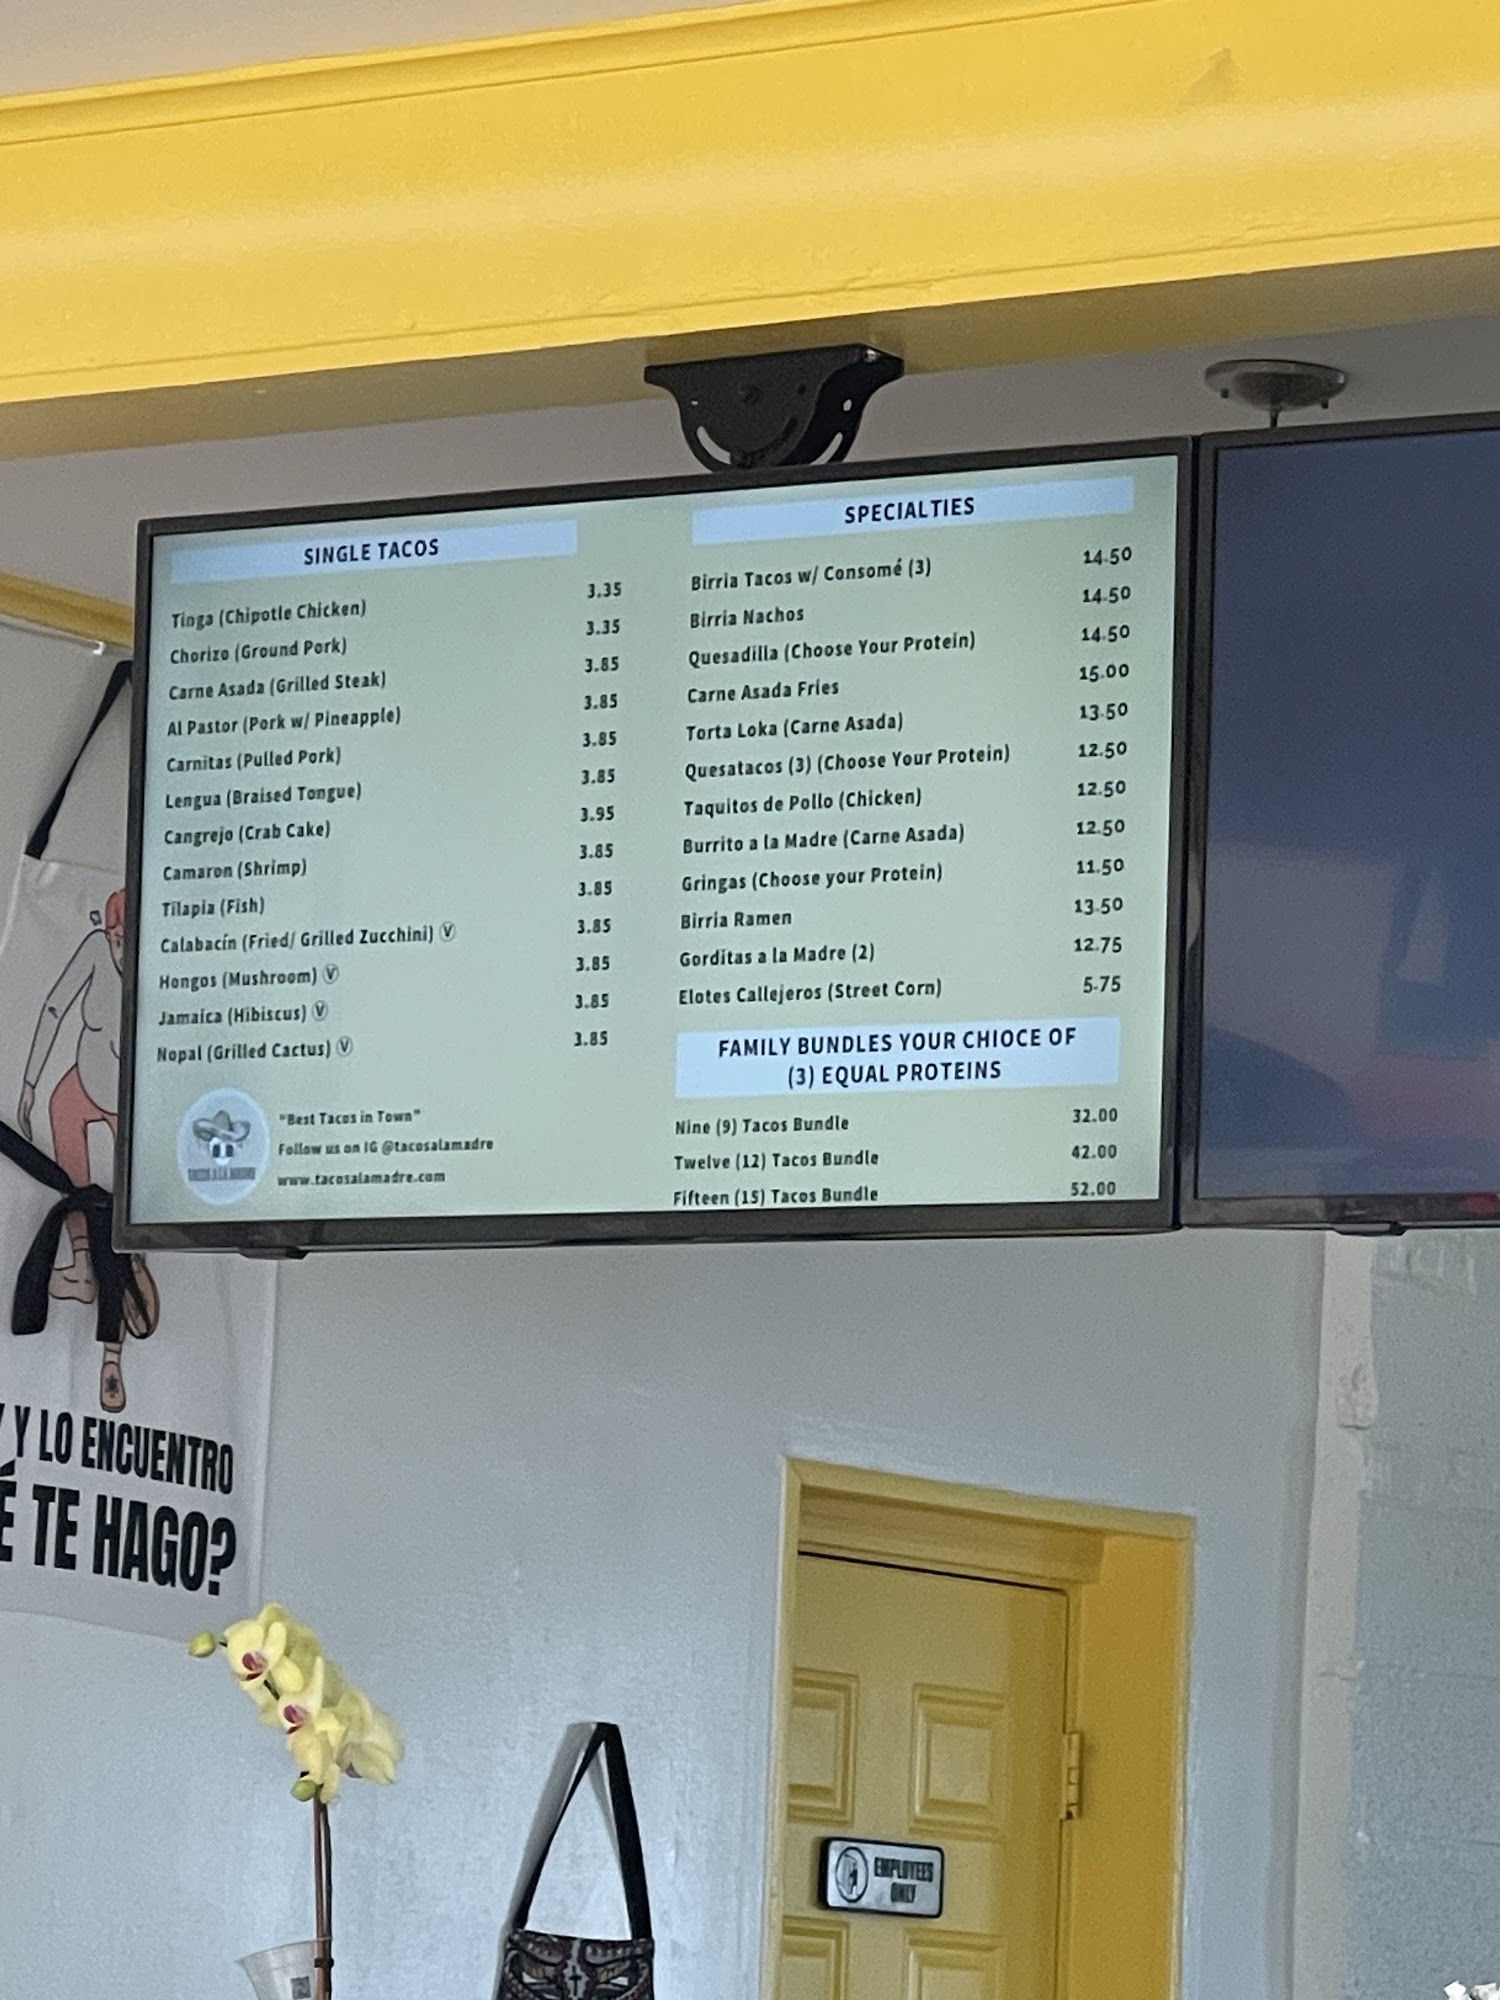 SINGLE TACOS
Tinga (Chipotle Chicken) 3.35
Chorizo (Ground Pork) 3.35
Carne Asada (Grilled Steak) 3.85
Al Pastor (Pork w/ Pineapple) 3.85
Carnitas (Pulled Pork) 3.85
Lengua (Braised Tongue) 3.85
Cangrejo (Crab Cake) 3.95
Camaron (Shrimp) 3.85
Tilapia (Fish) 3.85
Calabacín (Fried/ Grilled Zucchini) Ⓥ 3.85
Hongos (Mushroom) Ⓥ 3.85
Jamaica (Hibiscus) Ⓥ 3.85
Nopal (Grilled Cactus) Ⓥ 3.85
TACOS A LA MADRE
"Best Tacos in Town"
Follow us on IG @tacosalamadre
www.tacosalamadre.com
SPECIALTIES
Birria Tacos w/ Consomé (3) 14.50
Birria Nachos 14.50
Quesadilla (Choose Your Protein) 14.50
Carne Asada Fries 15.00
Torta Loka (Carne Asada) 13.50
Quesatacos (3) (Choose Your Protein) 12.50
Taquitos de Pollo (Chicken) 12.50
Burrito a la Madre (Carne Asada) 12.50
Gringas (Choose your Protein) 11.50
Birria Ramen 13.50
Gorditas a la Madre (2) 12.75
Elotes Callejeros (Street Corn) 5.75
FAMILY BUNDLES YOUR CHIOCE OF
(3) EQUAL PROTEINS
Nine (9) Tacos Bundle 32.00
Twelve (12) Tacos Bundle 42.00
Fifteen (15) Tacos Bundle 52.00
Y LO ENCUENTRO
TE HAGO?
EMPLOYEES
ONLY